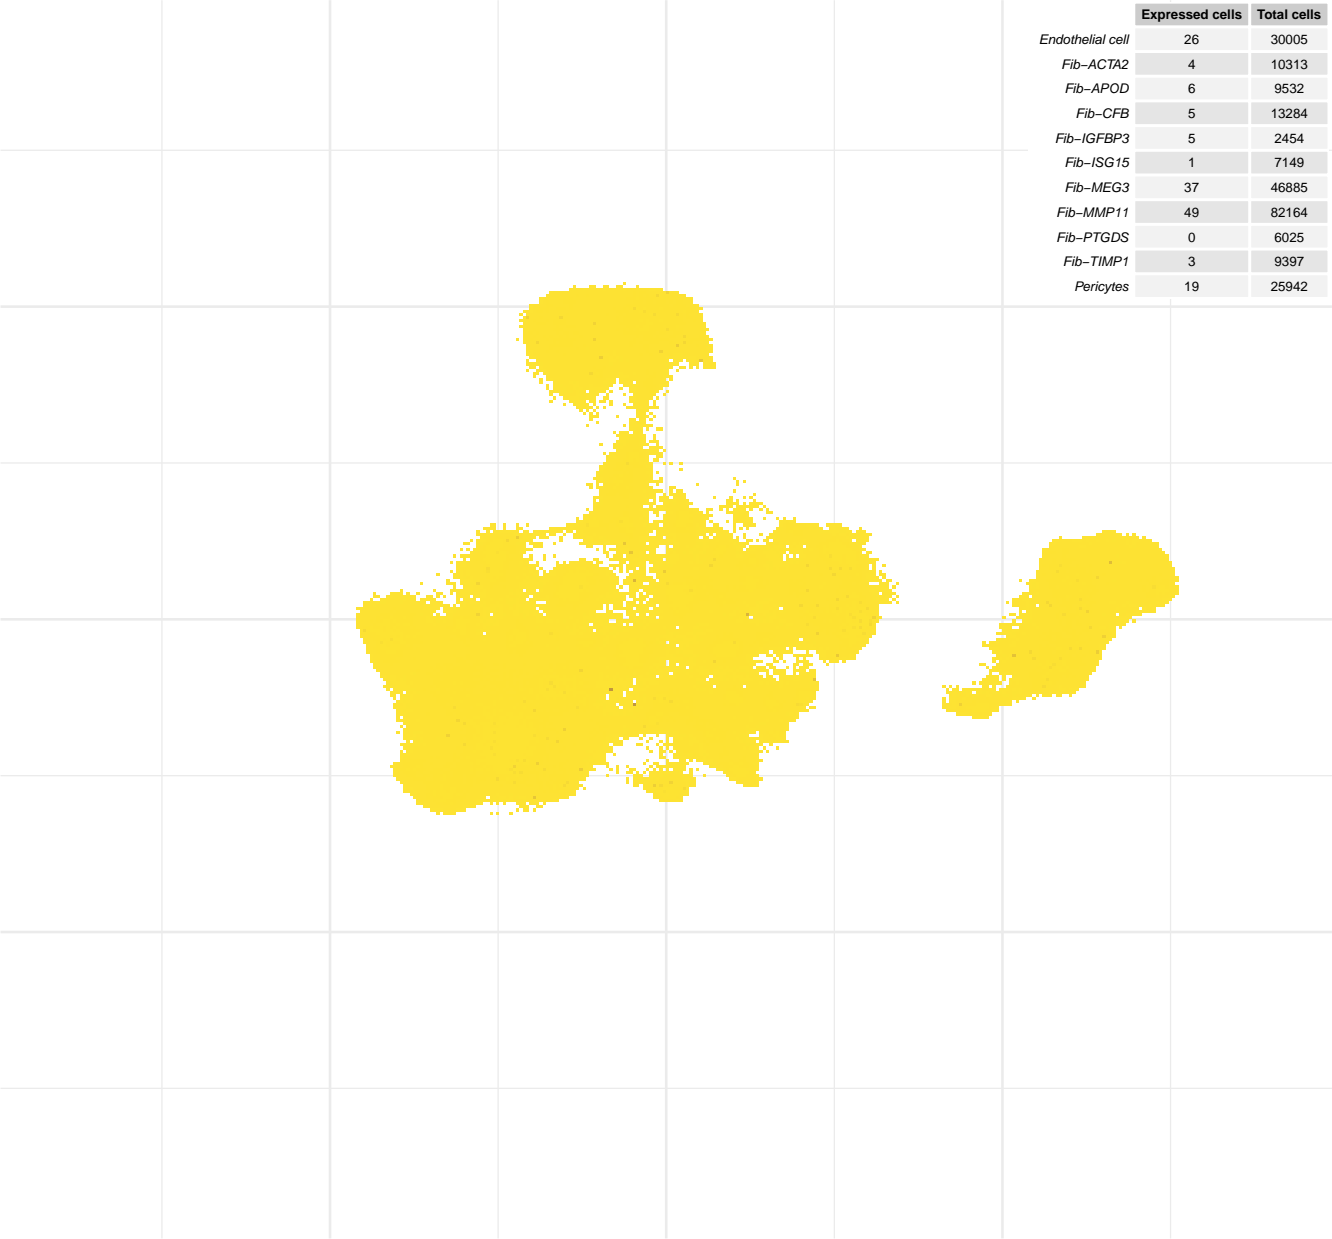 Expressed cells Total cells
Endothelial cell 26 30005
Fib−ACTA2 4 10313
Fib−APOD 6 9532
Fib−CFB 5 13284
Fib−IGFBP3 5 2454
Fib−ISG15 1 7149
Fib−MEG3 37 46885
Fib−MMP11 49 82164
Fib−PTGDS 0 6025
Fib−TIMP1 3 9397
Pericytes 19 25942